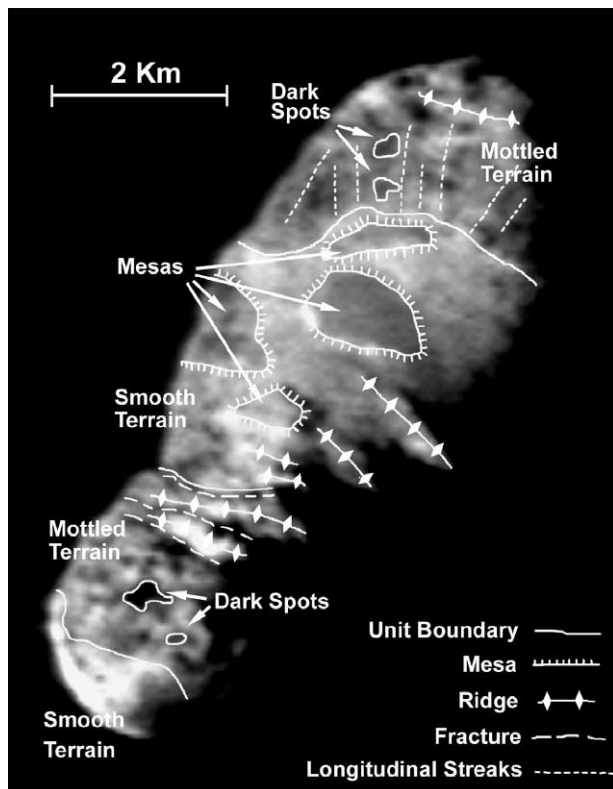 2 Km
Dark
Spots
Mottled
Terrain
Mesas
Smooth
Terrain
Mottled
Terrain
Dark Spots
Smooth
Terrain
Unit Boundary
Mesa
Ridge
Fracture
Longitudinal Streaks